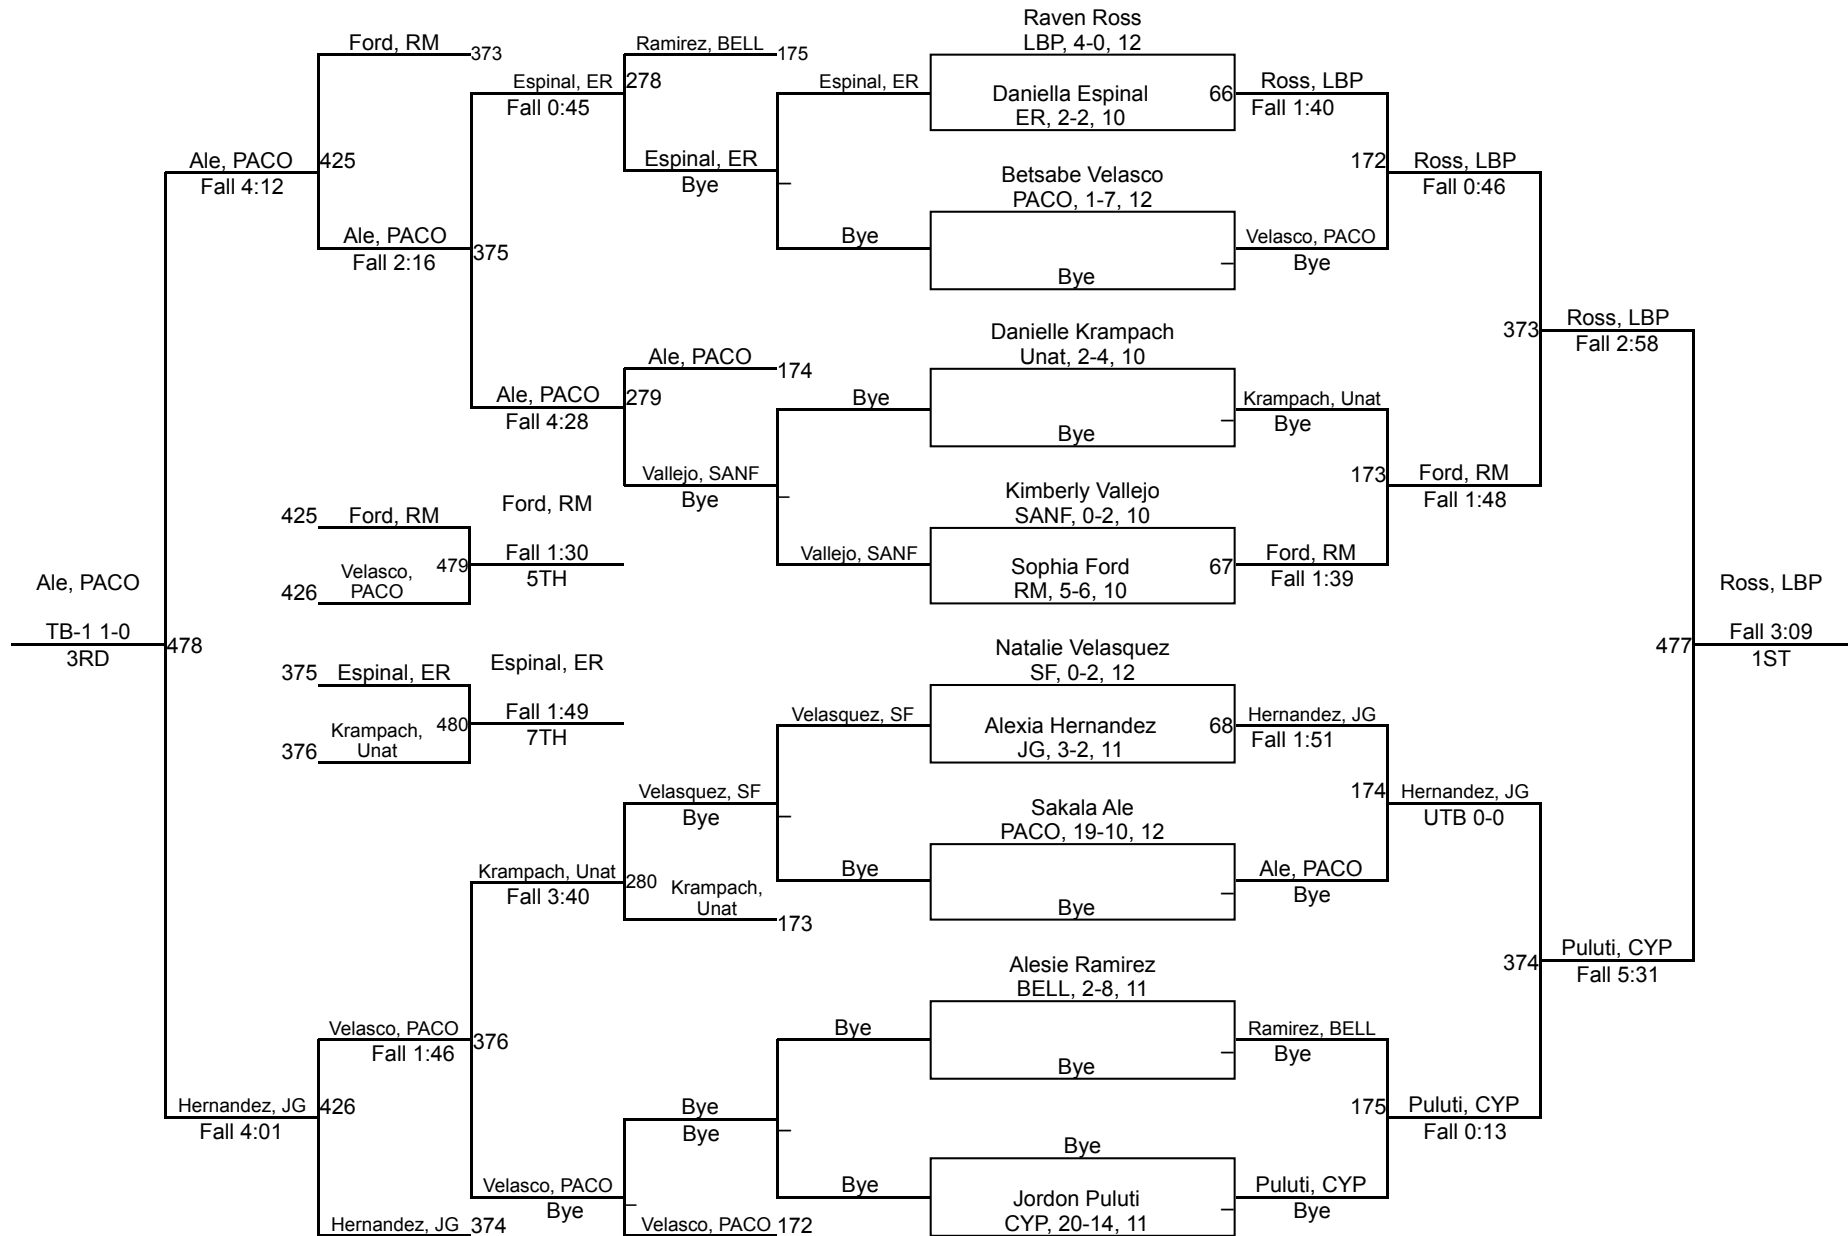 Raven Ross
LBP, 4-0, 12
Ford, RM
373
Ramirez, BELL
175
Espinal, ER
278
Fall 0:45
Espinal, ER
Daniella Espinal
ER, 2-2, 10
66
Ross, LBP
Fall 1:40
Ale, PACO
425
Fall 4:12
Espinal, ER
Bye
Betsabe Velasco
PACO, 1-7, 12
172
Ross, LBP
Fall 0:46
Ale, PACO
375
Fall 2:16
Bye
Bye
Velasco, PACO
Bye
Danielle Krampach
Unat, 2-4, 10
373
Ross, LBP
Fall 2:58
Ale, PACO
174
Ale, PACO
279
Fall 4:28
Bye
Bye
Krampach, Unat
Bye
Vallejo, SANF
Bye
Kimberly Vallejo
SANF, 0-2, 10
173
Ford, RM
Fall 1:48
425
Ford, RM
Ford, RM
479
Fall 1:30
5TH
Velasco,
PACO
426
Vallejo, SANF
Sophia Ford
RM, 5-6, 10
67
Ford, RM
Fall 1:39
Ale, PACO
TB-1 1-0
3RD
478
Ross, LBP
477
Fall 3:09
1ST
Natalie Velasquez
SF, 0-2, 12
375
Espinal, ER
Espinal, ER
480
Fall 1:49
7TH
Krampach,
Unat
376
Velasquez, SF
Alexia Hernandez
JG, 3-2, 11
68
Hernandez, JG
Fall 1:51
Velasquez, SF
Bye
Sakala Ale
PACO, 19-10, 12
174
Hernandez, JG
UTB 0-0
Krampach, Unat
280
Fall 3:40
Krampach,
Unat
173
Bye
Bye
Ale, PACO
Bye
Alesie Ramirez
BELL, 2-8, 11
374
Puluti, CYP
Fall 5:31
Velasco, PACO
376
Fall 1:46
Bye
Bye
Ramirez, BELL
Bye
Hernandez, JG
426
Fall 4:01
Bye
Bye
175
Puluti, CYP
Fall 0:13
Bye
Velasco, PACO
Bye
Bye
Jordon Puluti
CYP, 20-14, 11
Puluti, CYP
Bye
Hernandez, JG
374
Velasco, PACO
172